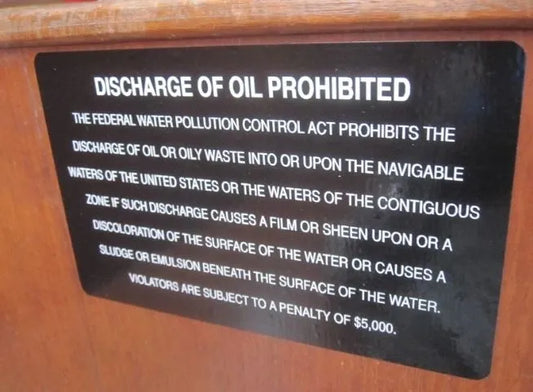 DISCHARGE OF OIL PROHIBITED
THE FEDERAL WATER POLLUTION CONTROL ACT PROHIBITS THE
DISCHARGE OF OIL OR OILY WASTE INTO OR UPON THE NAVIGABLE
WATERS OF THE UNITED STATES OR THE WATERS OF THE CONTIGUOUS
ZONE IF SUCH DISCHARGE CAUSES A FILM OR SHEEN UPON OR A
DISCOLORATION OF THE SURFACE OF THE WATER OR CAUSES A
SLUDGE OR EMULSION BENEATH THE SURFACE OF THE WATER.
VIOLATORS ARE SUBJECT TO A PENALTY OF $5,000.